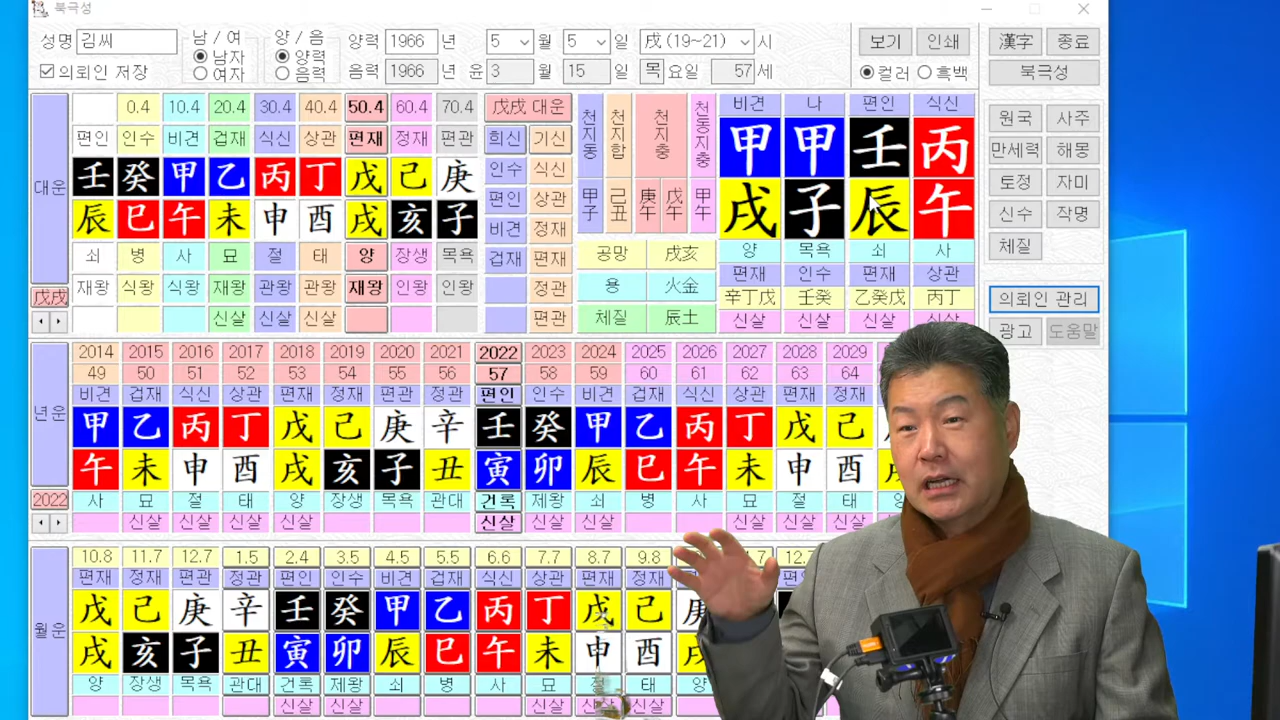 북극성
성명 김씨 남 / 여 양 / 음 양력 1966 년 5 월 5 일 戌 (19~21) 시 보기 인쇄 漢字 종료
남자 양력
의뢰인 저장 여자 음력 음력 1966 년 윤 3 월 15 일 목 요일 57 세 컬러 흑백 북극성
대운
0.4 10.4 20.4 30.4 40.4 50.4 60.4 70.4
편인 인수 비견 겁재 식신 상관 편재 정재 편관
壬 癸 甲 乙 丙 丁 戊 己 庚
辰 巳 午 未 申 酉 戌 亥 子
쇠 병 사 묘 절 태 양 장생 목욕
재왕 식왕 식왕 재왕 관왕 관왕 재왕 인왕 인왕
戊戌 신살 신살 신살
戊戌 대운
희신 기신
인수 식신
편인 상관
비견 정재
겁재 편재
정관
편관
천지동 천지합 천지충 천동지충
甲子 己丑 庚午 戊午 甲午
공망 戌亥
용 火金
체질 辰土
비견 나 편인 식신
甲 甲 壬 丙
戌 子 辰 午
양 목욕 쇠 사
편재 인수 편재 상관
辛丁戊 壬癸 乙癸戊 丙丁
신살 신살 신살 신살
원국 사주
만세력 해몽
토정 자미
신수 작명
체질
의뢰인 관리
광고 도움말
년운
2014 2015 2016 2017 2018 2019 2020 2021 2022 2023 2024 2025 2026 2027 2028 2029
49 50 51 52 53 54 55 56 57 58 59 60 61 62 63 64
비견 겁재 식신 상관 편재 정재 편관 정관 편인 인수 비견 겁재 식신 상관 편재 정재
甲 乙 丙 丁 戊 己 庚 辛 壬 癸 甲 乙 丙 丁 戊 己
午 未 申 酉 戌 亥 子 丑 寅 卯 辰 巳 午 未 申 酉
2022 사 묘 절 태 양 장생 목욕 관대 건록 제왕 쇠 병 사 묘 절 태
신살 신살 신살 신살 신살 신살 신살 신살 신살 신살 신살
월운
10.8 11.7 12.7 1.5 2.4 3.5 4.5 5.5 6.6 7.7 8.7 9.8
편재 정재 편관 정관 편인 인수 비견 겁재 식신 상관 편재 정재
戊 己 庚 辛 壬 癸 甲 乙 丙 丁 戊 己
戌 亥 子 丑 寅 卯 辰 巳 午 未 申 酉
양 장생 목욕 관대 건록 제왕 쇠 병 사 묘 절 태 양
신살 신살 신살 신살 신살